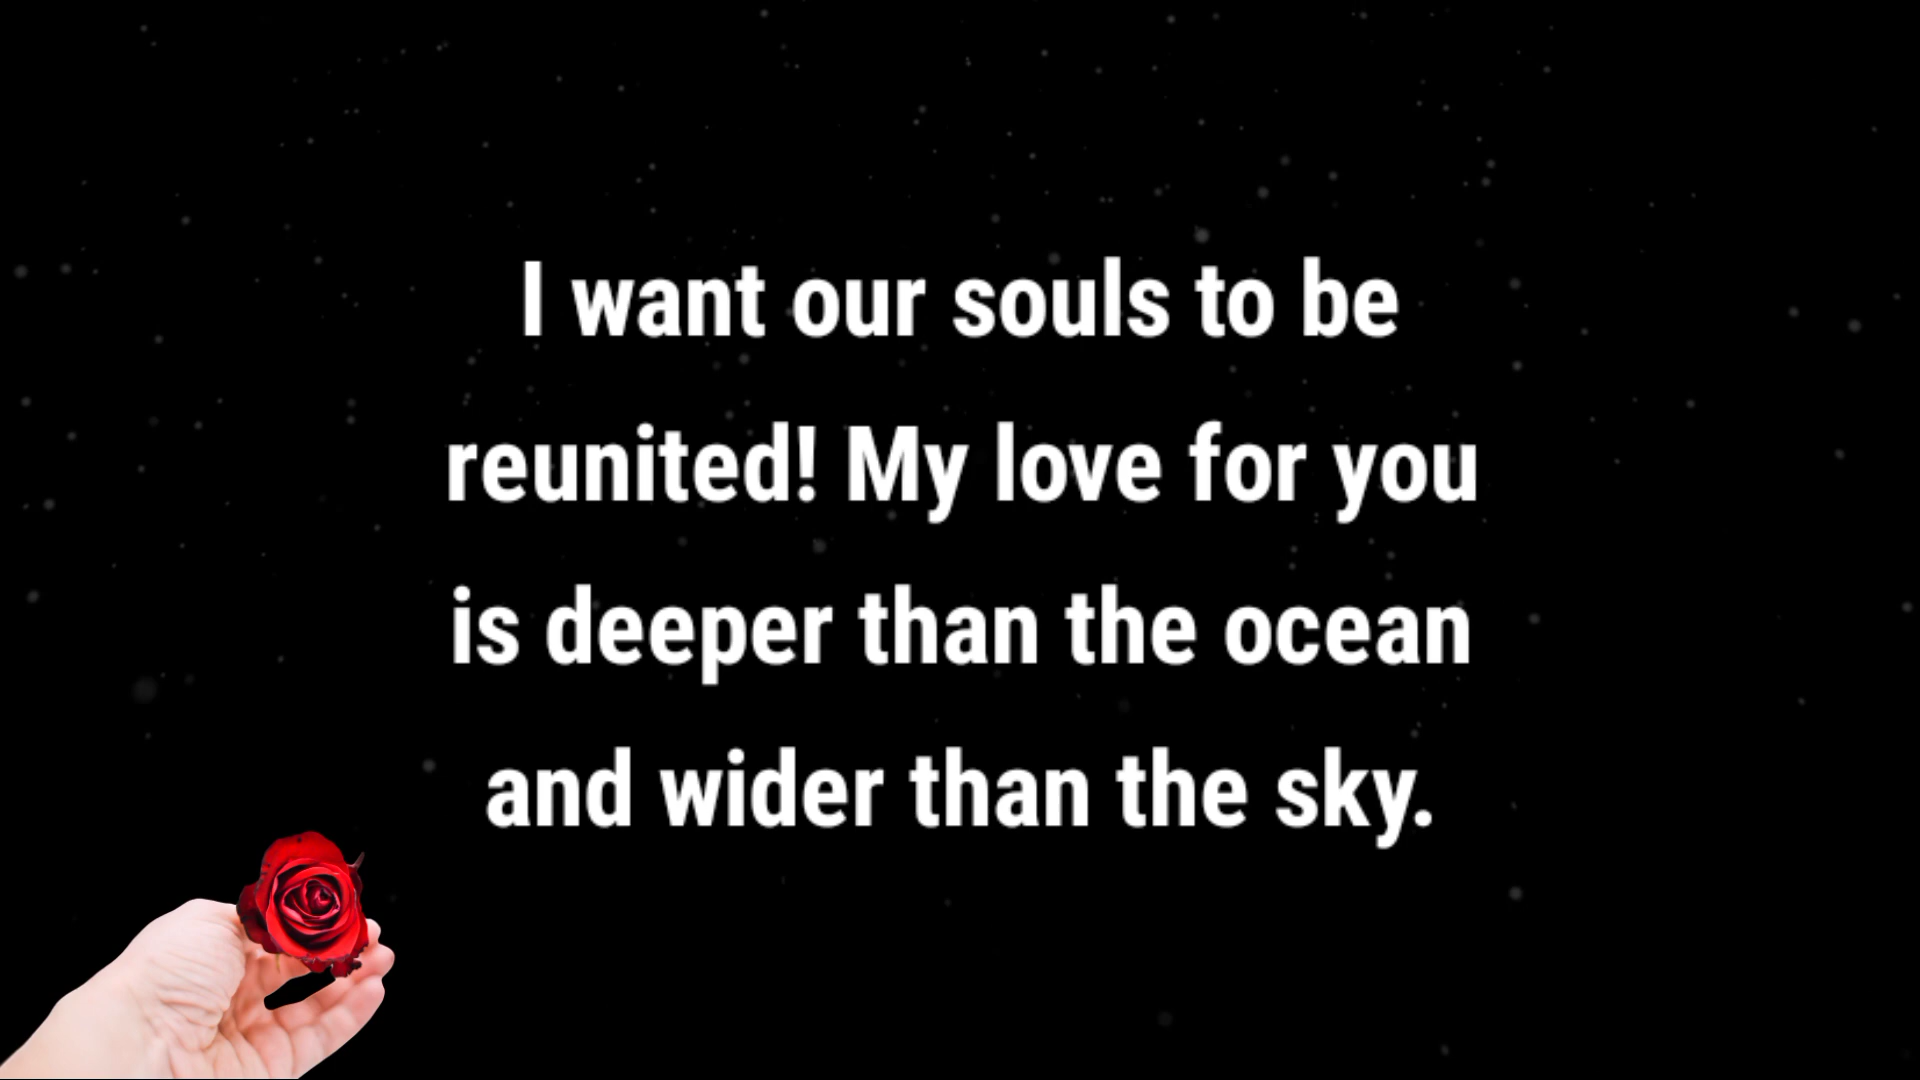 I want our souls to be
reunited! My love for you
is deeper than the ocean
and wider than the sky.